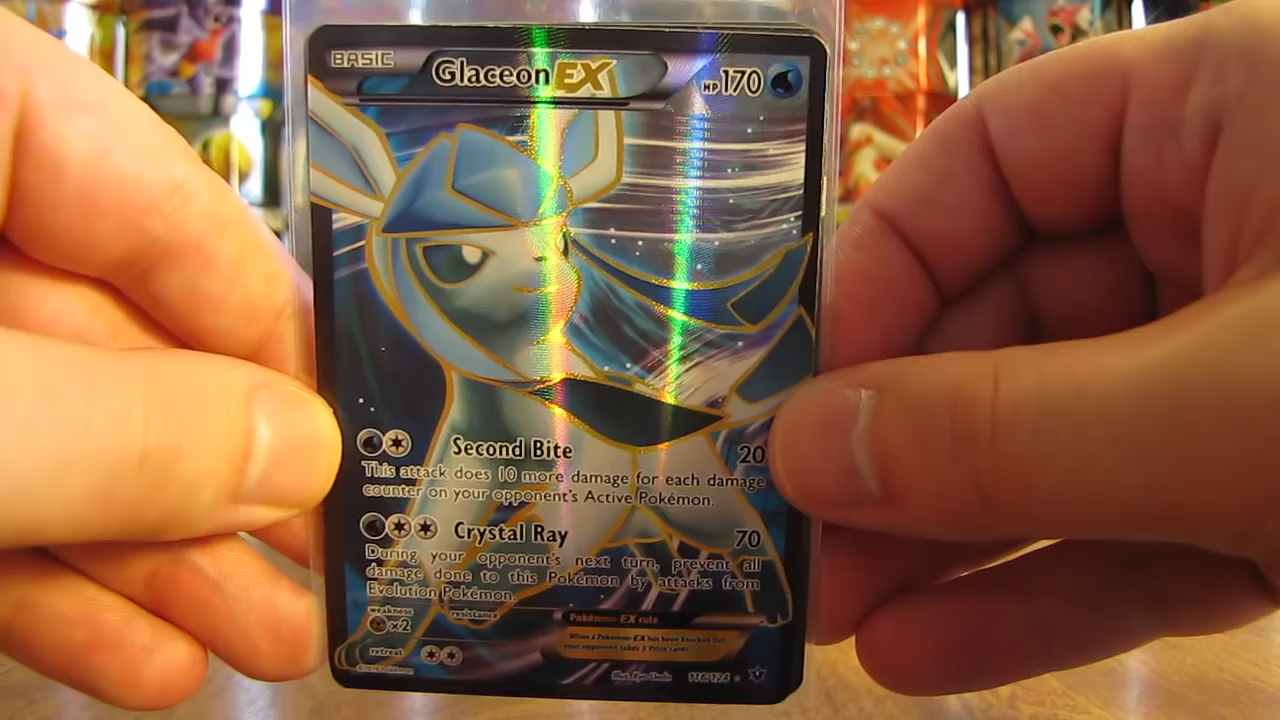 BASIC
Glaceon EX
HP 170
Second Bite 20
This attack does 10 more damage for each damage
counter on your opponent's Active Pokémon.
Crystal Ray 70
During your opponent's next turn, prevent all
damage done to this Pokémon by attacks from
Evolution Pokémon.
weakness resistance
x2
Pokémon-EX rule
When a Pokémon-EX has been Knocked Out,
your opponent takes 2 Prize cards.
retreat
116/124